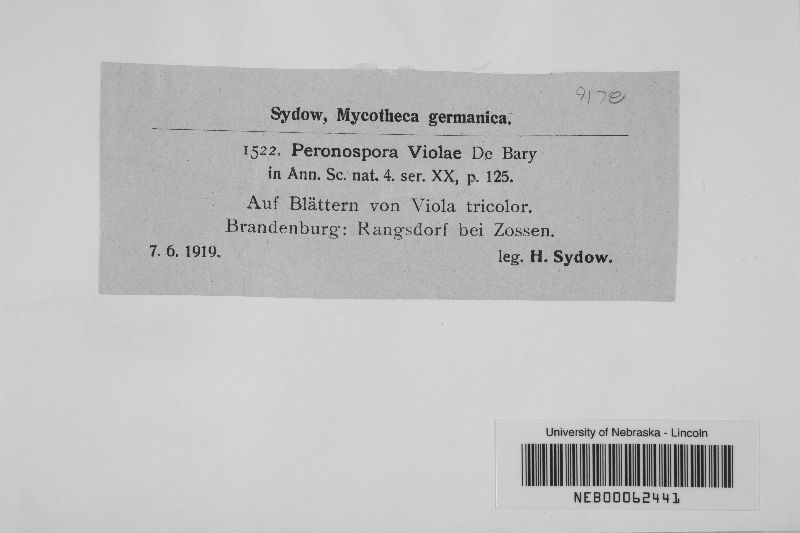 9178
Sydow, Mycotheca germanica.
1522. Peronospora Violae De Bary
in Ann. Sc. nat. 4. ser. XX, p. 125.
Auf Blättern von Viola tricolor.
Brandenburg: Rangsdorf bei Zossen.
7. 6. 1919. leg. H. Sydow.
University of Nebraska - Lincoln
NEB00062441